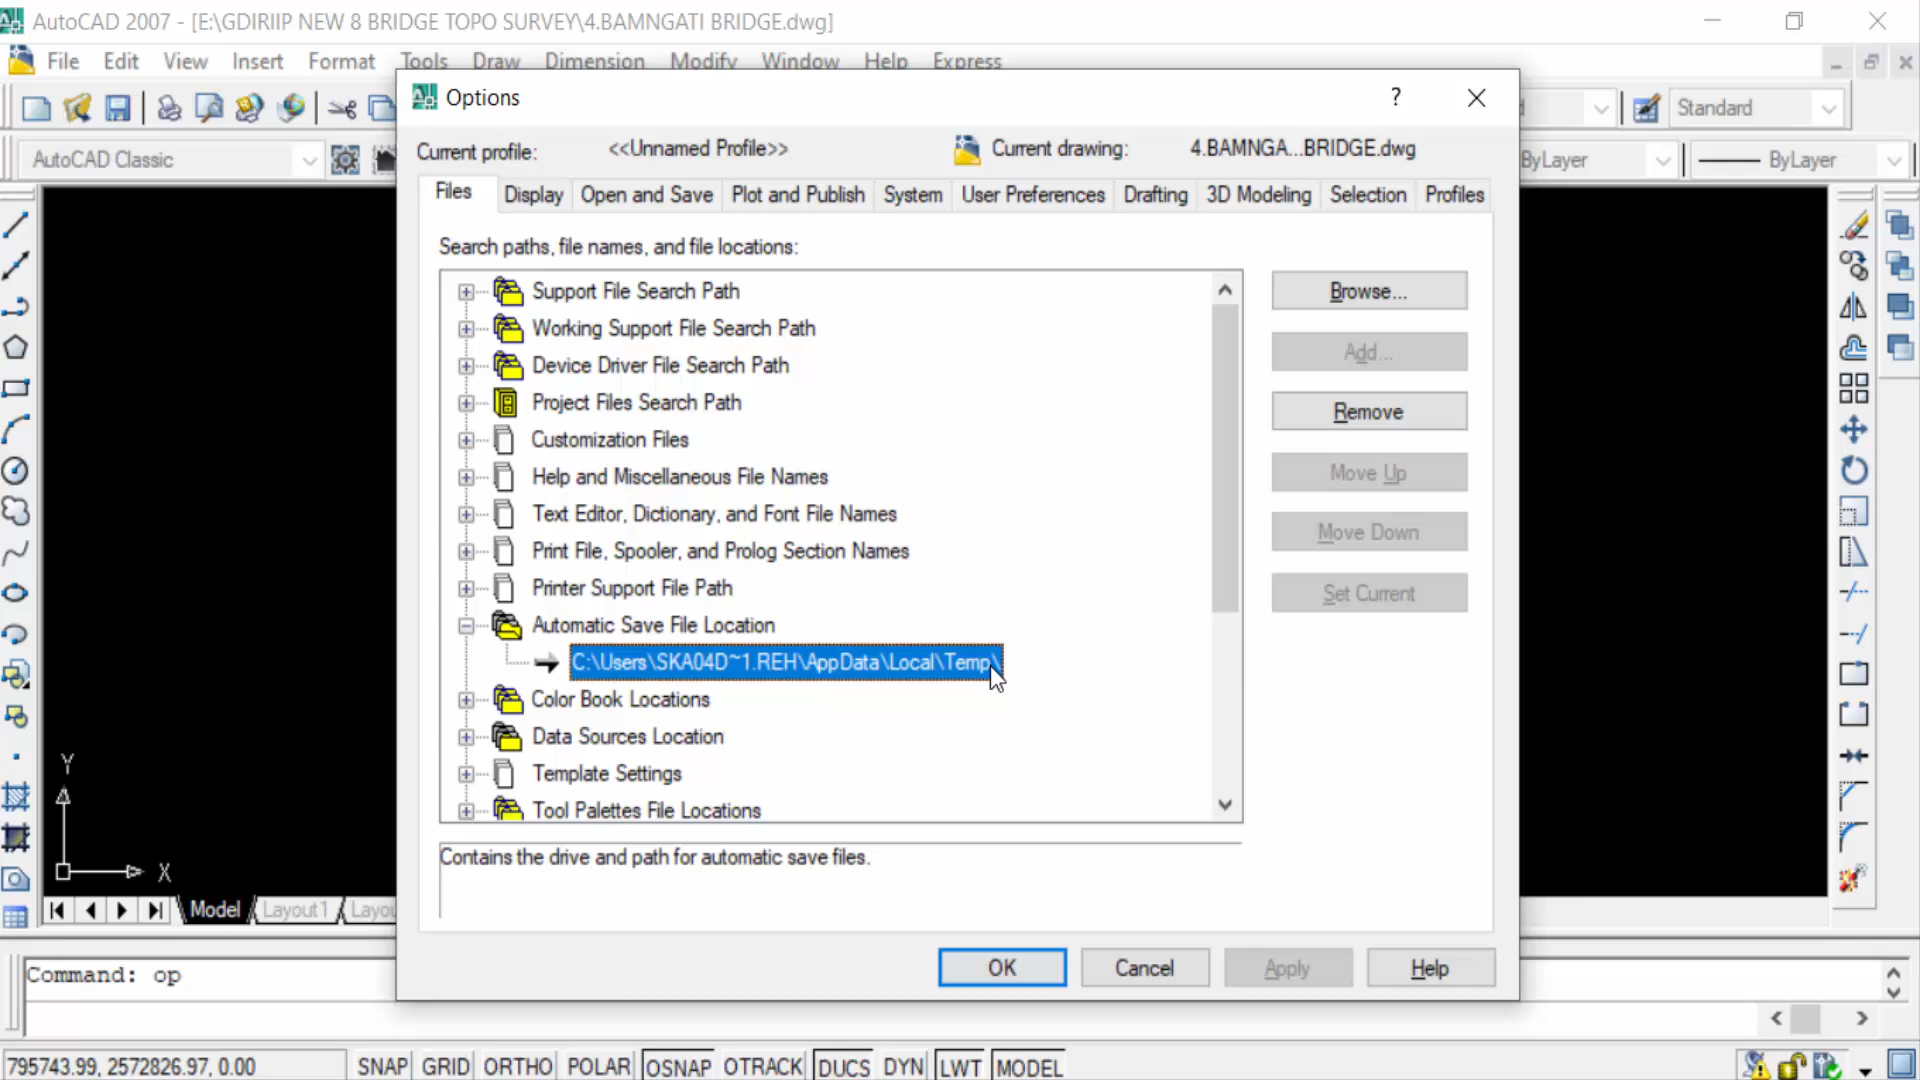 AutoCAD 2007 - [E:\GDIRIIP NEW 8 BRIDGE TOPO SURVEY\4.BAMNGATI BRIDGE.dwg]
File Edit View Insert Format Tools Draw Dimension Modify Window Help Express
Standard
AutoCAD Classic
ByLayer
ByLayer
Options
?
Current profile: <<Unnamed Profile>> Current drawing: 4.BAMNGA...BRIDGE.dwg
Files Display Open and Save Plot and Publish System User Preferences Drafting 3D Modeling Selection Profiles
Search paths, file names, and file locations:
Support File Search Path
Working Support File Search Path
Device Driver File Search Path
Project Files Search Path
Customization Files
Help and Miscellaneous File Names
Text Editor, Dictionary, and Font File Names
Print File, Spooler, and Prolog Section Names
Printer Support File Path
Automatic Save File Location
C:\Users\SKA04D~1.REH\AppData\Local\Temp\
Color Book Locations
Data Sources Location
Template Settings
Tool Palettes File Locations
Browse...
Add...
Remove
Move Up
Move Down
Set Current
Contains the drive and path for automatic save files.
OK Cancel Apply Help
Y
X
Model Layout1
Command: op
795743.99, 2572826.97, 0.00 SNAP GRID ORTHO POLAR OSNAP OTRACK DUCS DYN LWT MODEL